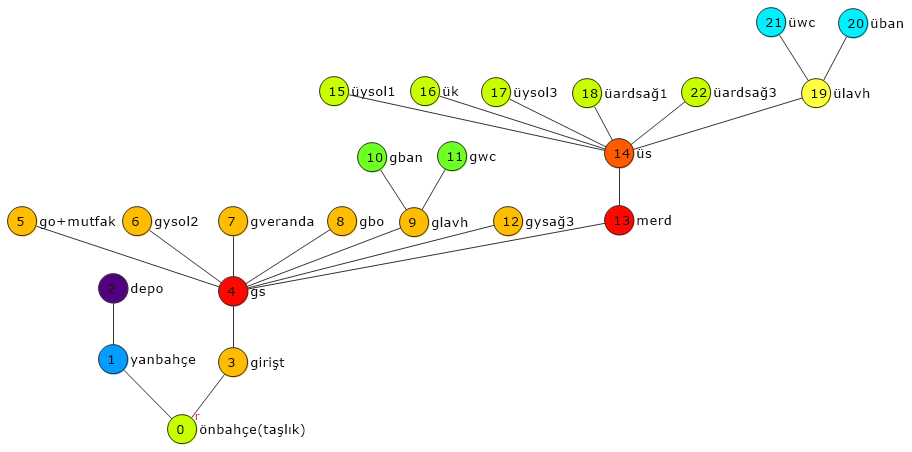 21 üwc
20 üban
15 üysol1
16 ük
17 üysol3
18 üardsağ1
22 üardsağ3
19 ülavh
10 gban
11 gwc
14 üs
5 go+mutfak
6 gysol2
7 gveranda
8 gbo
9 glavh
12 gysağ3
13 merd
2 depo
4 gs
1 yanbahçe
3 girişt
r
0 önbahçe(taşlık)